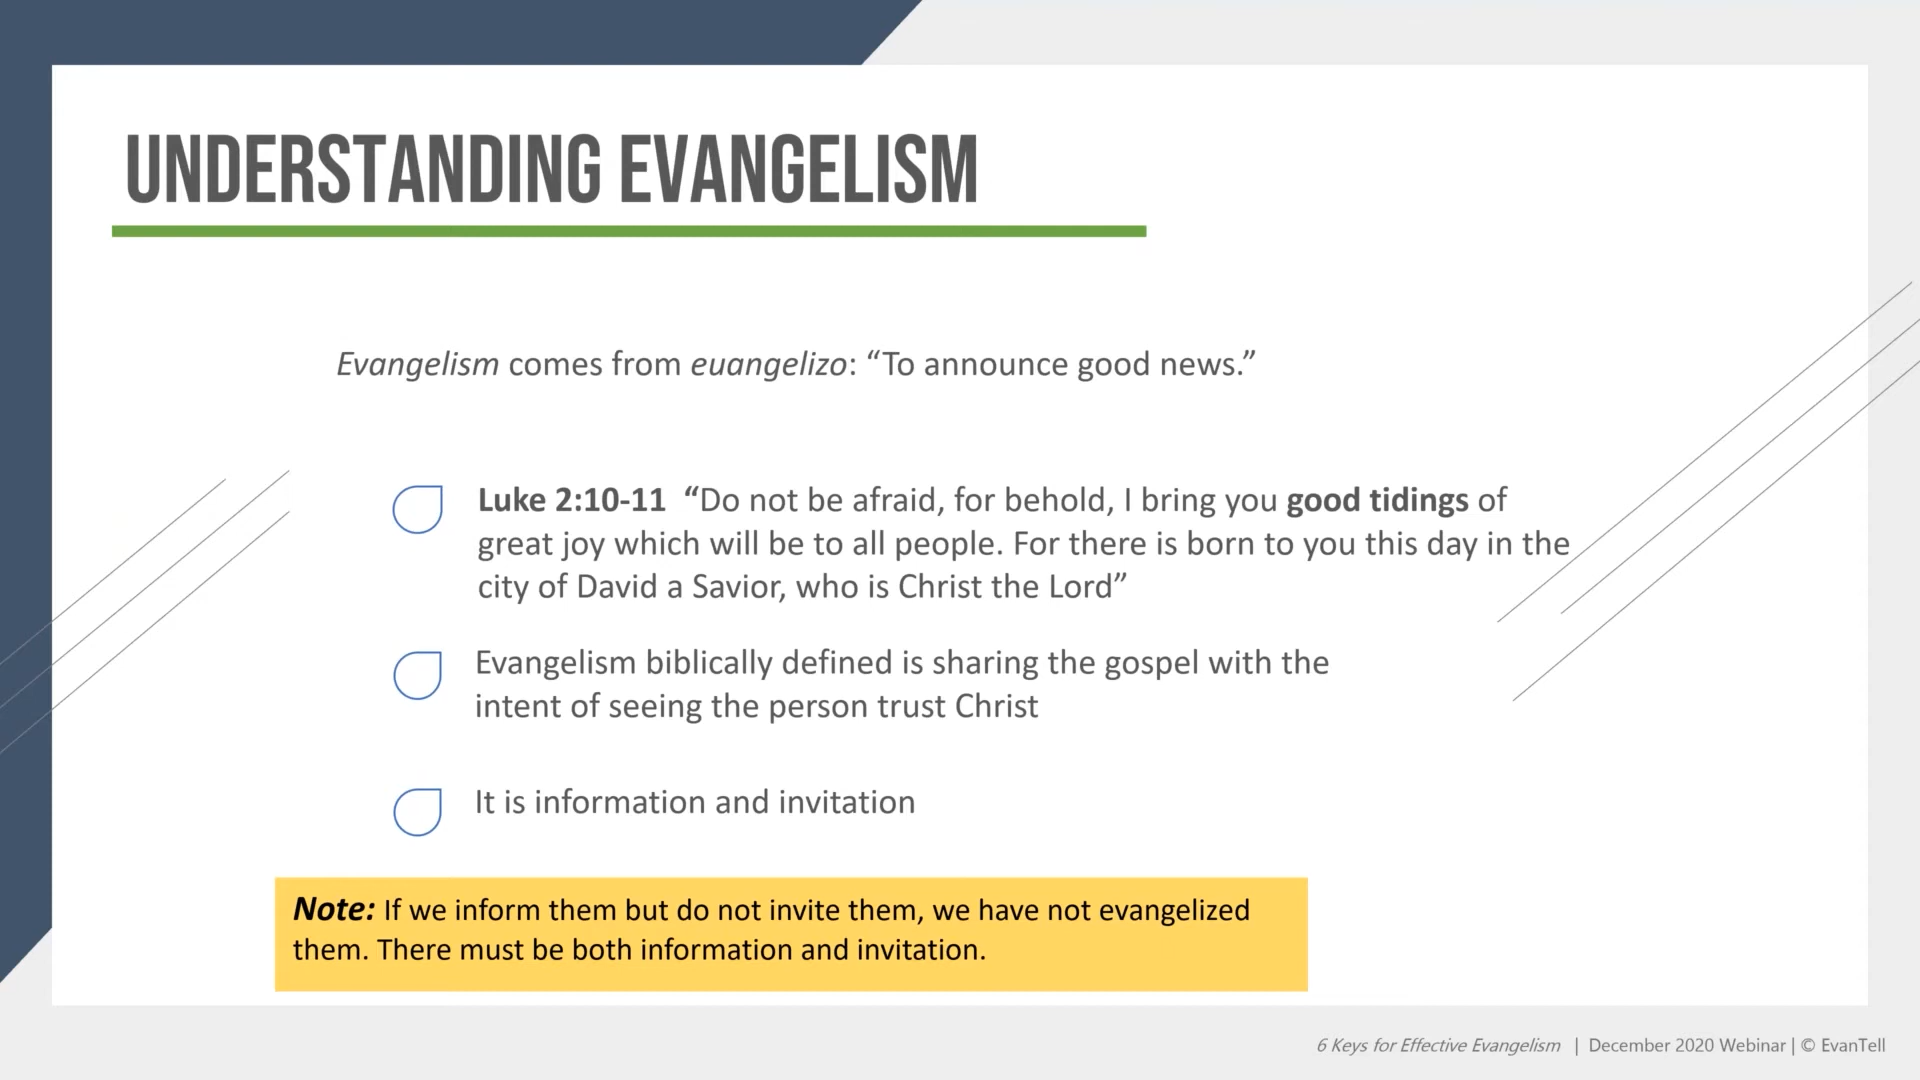 UNDERSTANDING EVANGELISM
Evangelism comes from euangelizo: “To announce good news.”
Luke 2:10-11 “Do not be afraid, for behold, I bring you good tidings of
great joy which will be to all people. For there is born to you this day in the
city of David a Savior, who is Christ the Lord”
Evangelism biblically defined is sharing the gospel with the
intent of seeing the person trust Christ
It is information and invitation
Note: If we inform them but do not invite them, we have not evangelized
them. There must be both information and invitation.
6 Keys for Effective Evangelism | December 2020 Webinar | © EvanTell